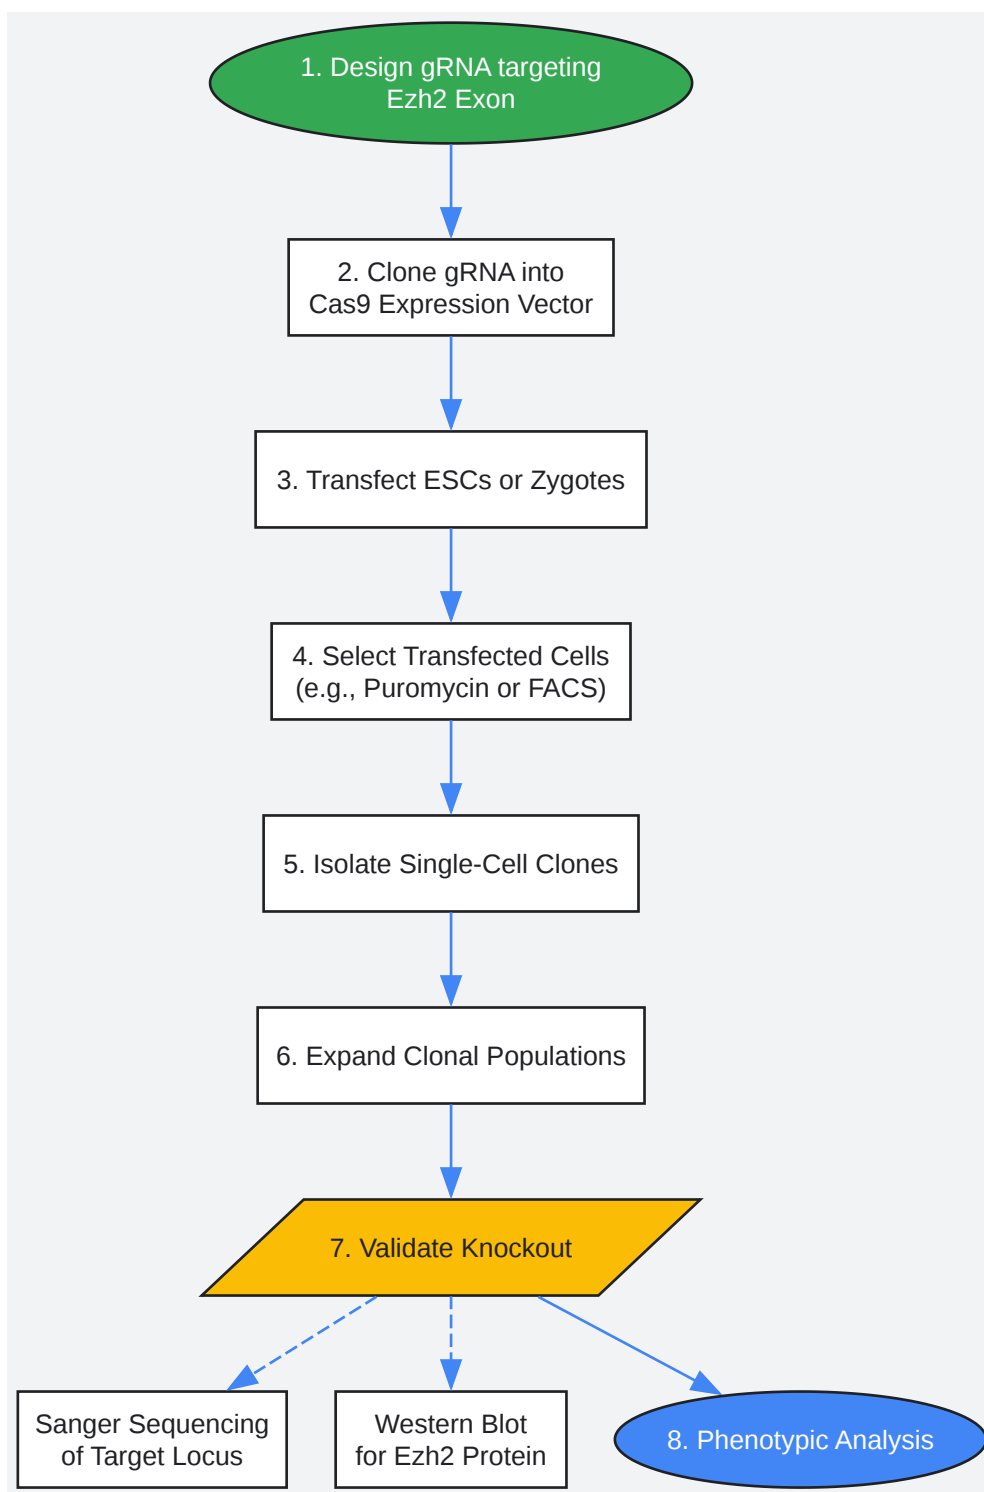 1. Design gRNA targeting
Ezh2 Exon
2. Clone gRNA into
Cas9 Expression Vector
3. Transfect ESCs or Zygotes
4. Select Transfected Cells
(e.g., Puromycin or FACS)
5. Isolate Single-Cell Clones
6. Expand Clonal Populations
7. Validate Knockout
Sanger Sequencing
of Target Locus
Western Blot
for Ezh2 Protein
8. Phenotypic Analysis